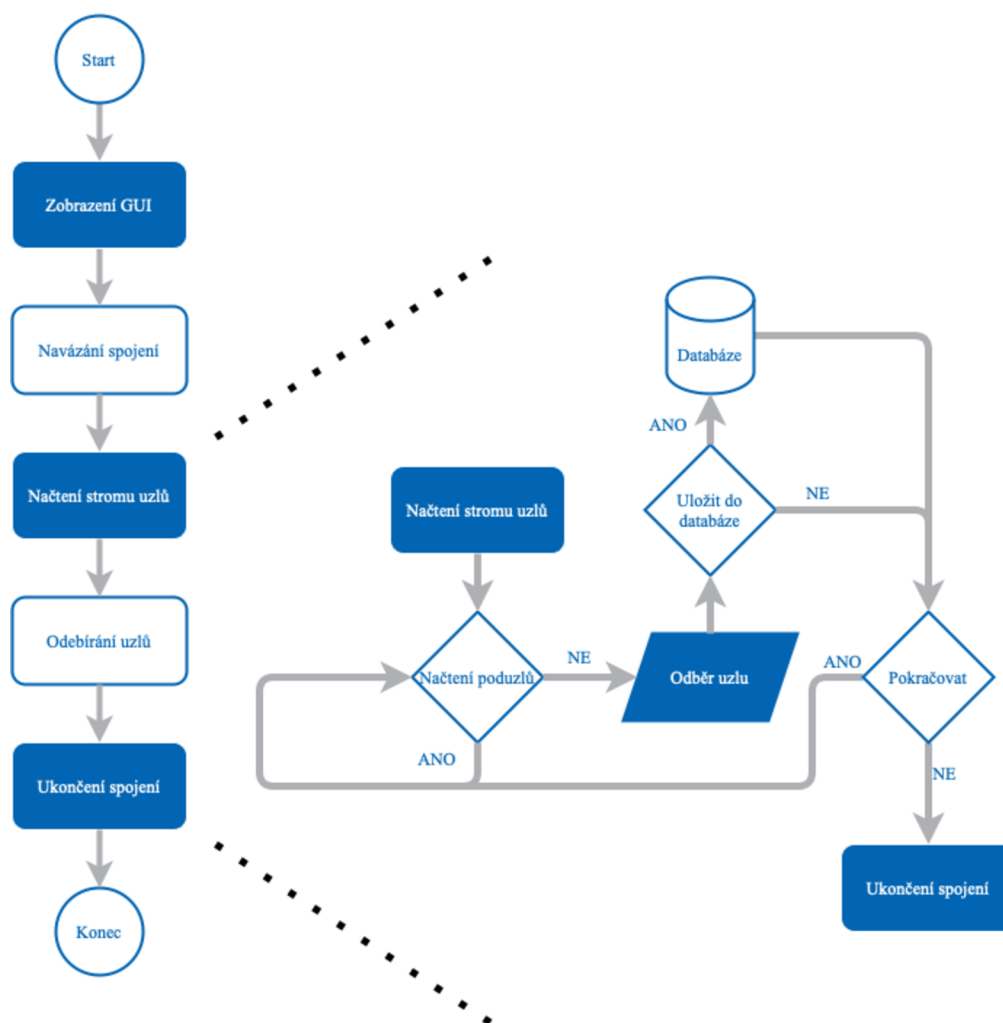 Start
Zobrazení GUI
Navázání spojení
Načtení stromu uzlů
Odebírání uzlů
Ukončení spojení
Konec
Databáze
ANO
Uložit do
databáze
NE
Načtení stromu uzlů
Načtení poduzlů
NE
ANO
Odběr uzlu
ANO
Pokračovat
NE
Ukončení spojení